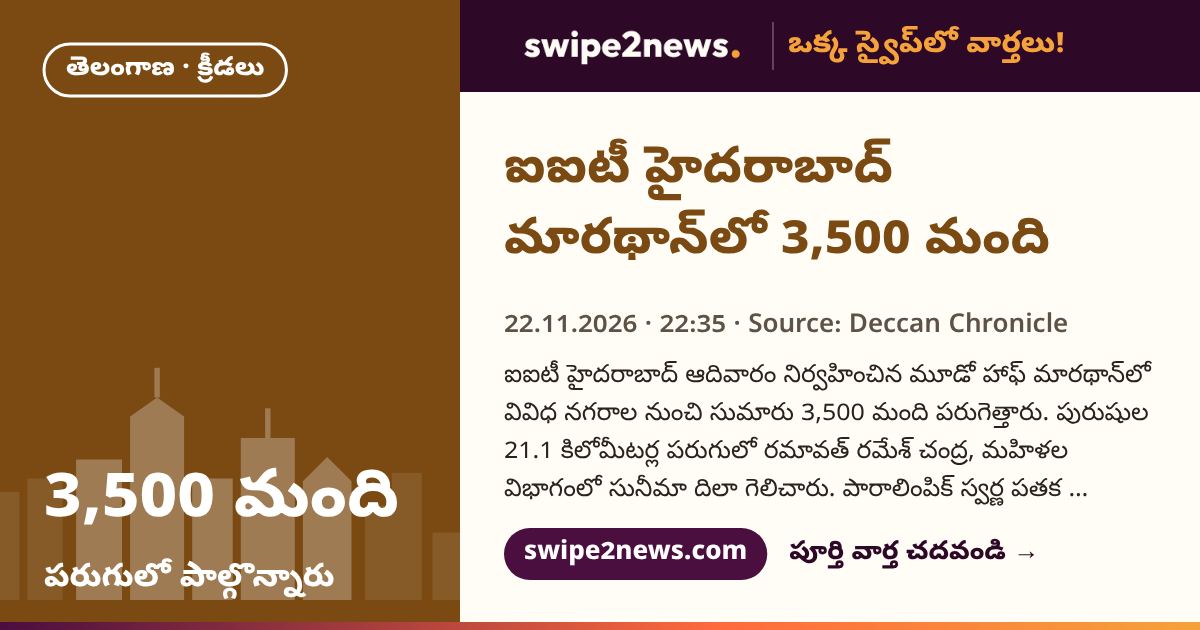 తెలంగాణ · క్రీడలు
3,500 మంది
పరుగులో పాల్గొన్నారు
swipe2news.
ఒక్క స్వైప్‌లో వార్తలు!
ఐఐటీ హైదరాబాద్
మారథాన్‌లో 3,500 మంది
22.11.2026 · 22:35 · Source: Deccan Chronicle
ఐఐటీ హైదరాబాద్ ఆదివారం నిర్వహించిన మూడో హాఫ్ మారథాన్‌లో
వివిధ నగరాల నుంచి సుమారు 3,500 మంది పరుగెత్తారు. పురుషుల
21.1 కిలోమీటర్ల పరుగులో రమావత్ రమేశ్ చంద్ర, మహిళల
విభాగంలో సునీమా దిలా గెలిచారు. పారాలింపిక్ స్వర్ణ పతక ...
swipe2news.com
పూర్తి వార్త చదవండి →